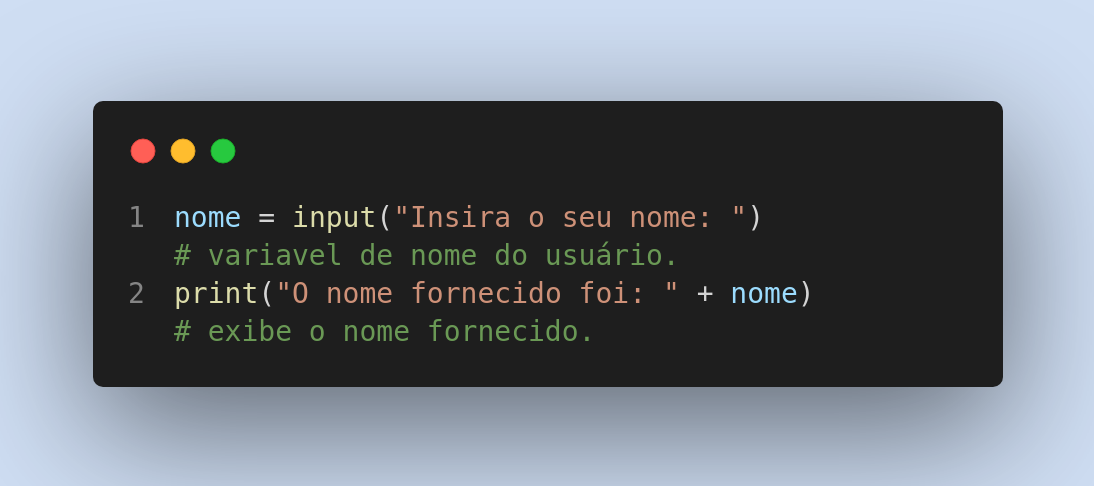 1 nome = input("Insira o seu nome: ")
# variavel de nome do usuário.
2 print("O nome fornecido foi: " + nome)
# exibe o nome fornecido.